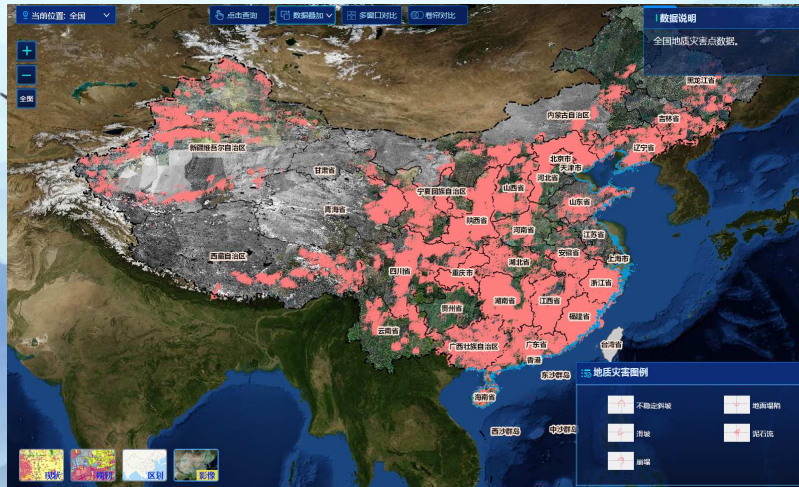 当前位置: 全国
点击查询
数据叠加
多窗口对比
卷帘对比
数据说明
全国地质灾害点数据。
全图
黑龙江省
内蒙古自治区
吉林省
辽宁省
新疆维吾尔自治区
北京市
天津市
河北省
甘肃省
宁夏回族自治区
山西省
山东省
青海省
陕西省
河南省
江苏省
西藏自治区
四川省
重庆市
湖北省
安徽省
上海市
浙江省
贵州省
湖南省
江西省
福建省
云南省
广西壮族自治区
广东省
台湾省
香港
东沙群岛
海南省
西沙群岛
中沙群岛
地质灾害图例
不稳定斜坡
地面塌陷
滑坡
泥石流
崩塌
现状
区划
影像